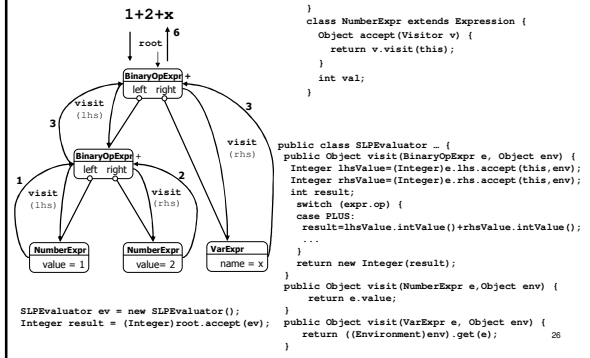 1+2+x
6
root
BinaryOpExpr +
left right
visit
(lhs)
3
3
visit
(rhs)
BinaryOpExpr +
left right
1
visit
(lhs)
2
visit
(rhs)
NumberExpr
value = 1
NumberExpr
value= 2
VarExpr
name = x
SLPEvaluator ev = new SLPEvaluator();
Integer result = (Integer)root.accept(ev);
}
class NumberExpr extends Expression {
Object accept(Visitor v) {
return v.visit(this);
}
int val;
}
public class SLPEvaluator … {
public Object visit(BinaryOpExpr e, Object env) {
Integer lhsValue=(Integer)e.lhs.accept(this,env);
Integer rhsValue=(Integer)e.rhs.accept(this,env);
int result;
switch (expr.op) {
case PLUS:
result=lhsValue.intValue()+rhsValue.intValue();
...
}
return new Integer(result);
}
public Object visit(NumberExpr e,Object env) {
return e.value;
}
public Object visit(VarExpr e, Object env) {
return ((Environment)env).get(e);
}
26